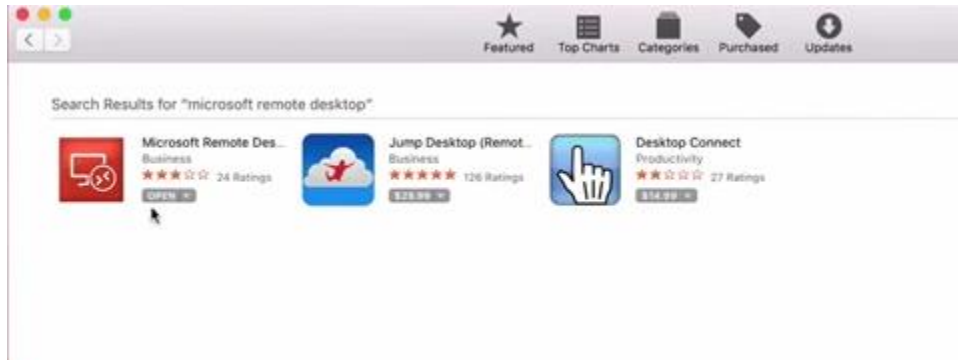 Featured
Top Charts
Categories
Purchased
Updates
Search Results for "microsoft remote desktop"
Microsoft Remote Des...
Business
24 Ratings
OPEN
Jump Desktop (Remot...
Business
126 Ratings
$29.99
Desktop Connect
Productivity
27 Ratings
$14.99